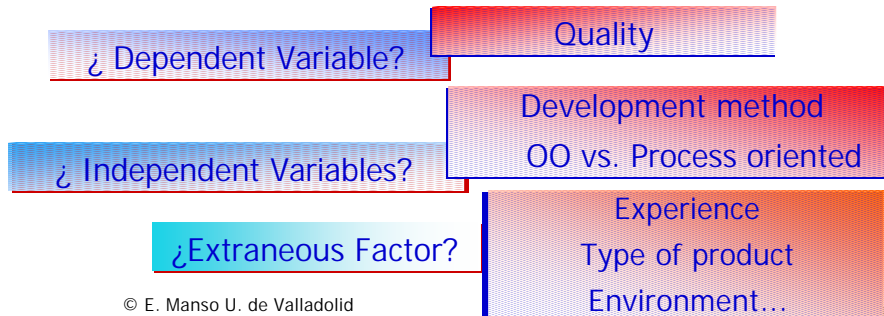 ¿ Dependent Variable?
Quality
¿ Independent Variables?
Development method
OO vs. Process oriented
¿Extraneous Factor?
Experience
Type of product
Environment...
© E. Manso U. de Valladolid